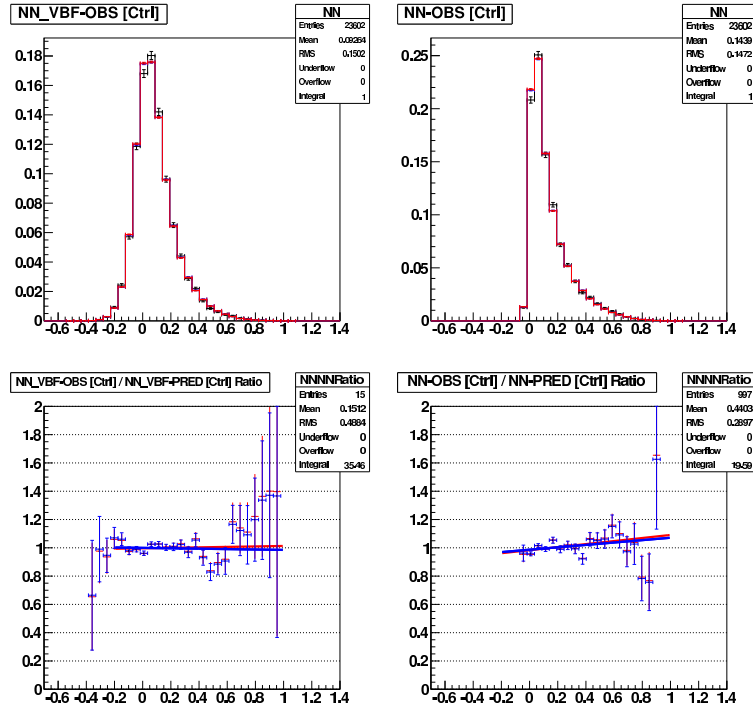 NN_VBF-OBS [Ctrl]
NN
Entries 23602
Mean 0.09264
RMS 0.1502
Underflow 0
Overflow 0
Integral 1
0.18
0.16
0.14
0.12
0.1
0.08
0.06
0.04
0.02
0
-0.6 -0.4 -0.2 0 0.2 0.4 0.6 0.8 1 1.2 1.4
NN-OBS [Ctrl]
NN
Entries 23602
Mean 0.1439
RMS 0.1472
Underflow 0
Overflow 0
Integral 1
0.25
0.2
0.15
0.1
0.05
0
-0.6 -0.4 -0.2 0 0.2 0.4 0.6 0.8 1 1.2 1.4
NN_VBF-OBS [Ctrl] / NN_VBF-PRED [Ctrl] Ratio
NNNNRatio
Entries 15
Mean 0.1512
RMS 0.4884
Underflow 0
Overflow 0
Integral 35.46
2
1.8
1.6
1.4
1.2
1
0.8
0.6
0.4
0.2
0
-0.6 -0.4 -0.2 0 0.2 0.4 0.6 0.8 1 1.2 1.4
NN-OBS [Ctrl] / NN-PRED [Ctrl] Ratio
NNNNRatio
Entries 997
Mean 0.4403
RMS 0.2897
Underflow 0
Overflow 0
Integral 19.59
2
1.8
1.6
1.4
1.2
1
0.8
0.6
0.4
0.2
0
-0.6 -0.4 -0.2 0 0.2 0.4 0.6 0.8 1 1.2 1.4